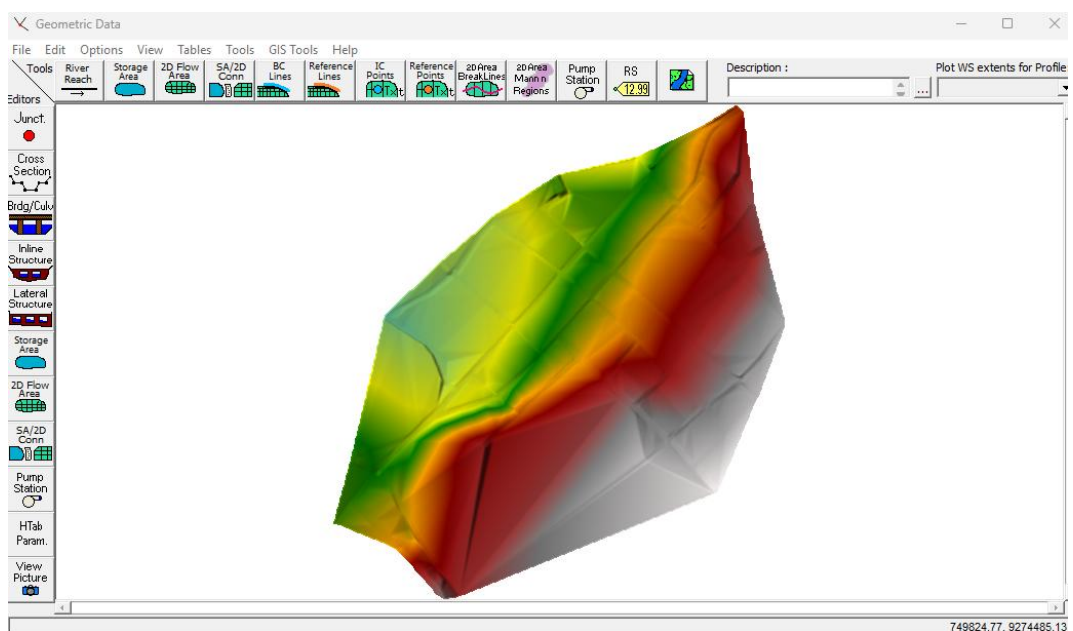 Geometric Data
File Edit Options View Tables Tools GIS Tools Help
Tools
Editors
River
Reach
Storage
Area
2D Flow
Area
SA/2D
Conn
BC
Lines
Reference
Lines
IC
Points
Reference
Points
2D Area
BreakLines
2D Area
Mann n
Regions
Pump
Station
RS
12.99
Description :
...
Plot WS extents for Profile
Junct.
Cross
Section
Brdg/Culv
Inline
Structure
Lateral
Structure
Storage
Area
2D Flow
Area
SA/2D
Conn
Pump
Station
HTab
Param.
View
Picture
749824.77, 9274485.13